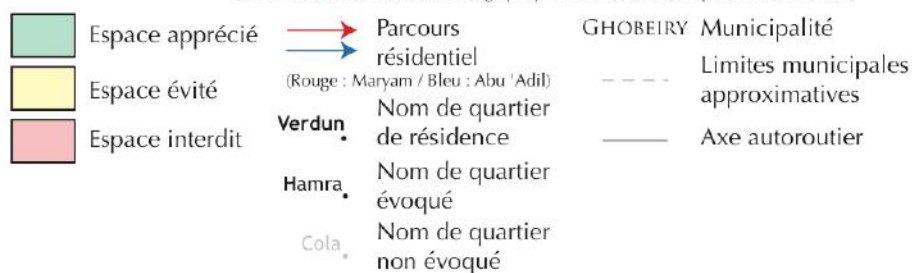 Espace apprécié
Espace évité
Espace interdit
Parcours
résidentiel
(Rouge : Maryam / Bleu : Abu 'Adil)
Verdun
Nom de quartier
de résidence
Hamra
Nom de quartier
évoqué
Cola
Nom de quartier
non évoqué
GHOBEIRY Municipalité
Limites municipales
approximatives
Axe autoroutier